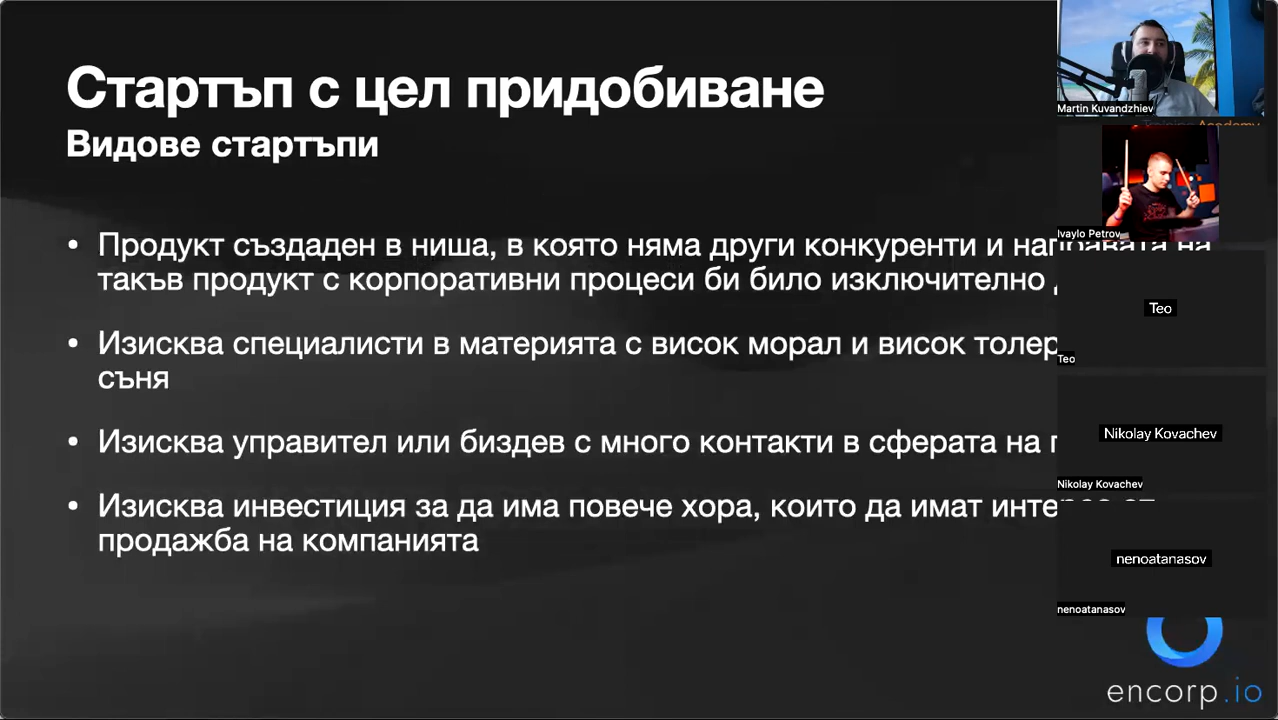 Стартъп с цел придобиване
Видове стартъпи
• Продукт създаден в ниша, в която няма други конкуренти и направата на
такъв продукт с корпоративни процеси би било изключително
• Изисква специалисти в материята с висок морал и висок
съня
• Изисква управител или биздев с много контакти в сферата на
• Изисква инвестиция за да има повече хора, които да имат
продажба на компанията
Martin Kuvandzhiev
Academy
Ivaylo Petrov
Teo
Teo
Nikolay Kovachev
Nikolay Kovachev
nenoatanasov
nenoatanasov
encorp.io